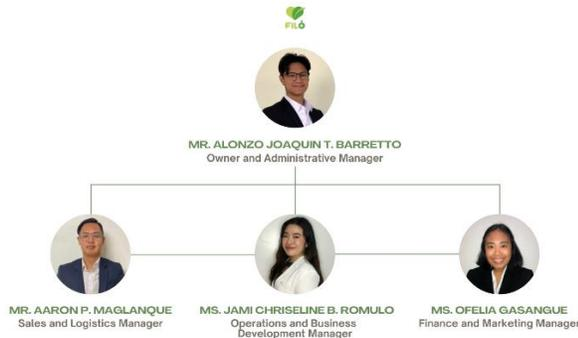 FILÓ
MR. ALONZO JOAQUIN T. BARRETTO
Owner and Administrative Manager
MR. AARON P. MAGLANQUE
Sales and Logistics Manager
MS. JAMI CHRISELINE B. ROMULO
Operations and Business
Development Manager
MS. OFELIA GASANGUE
Finance and Marketing Manager